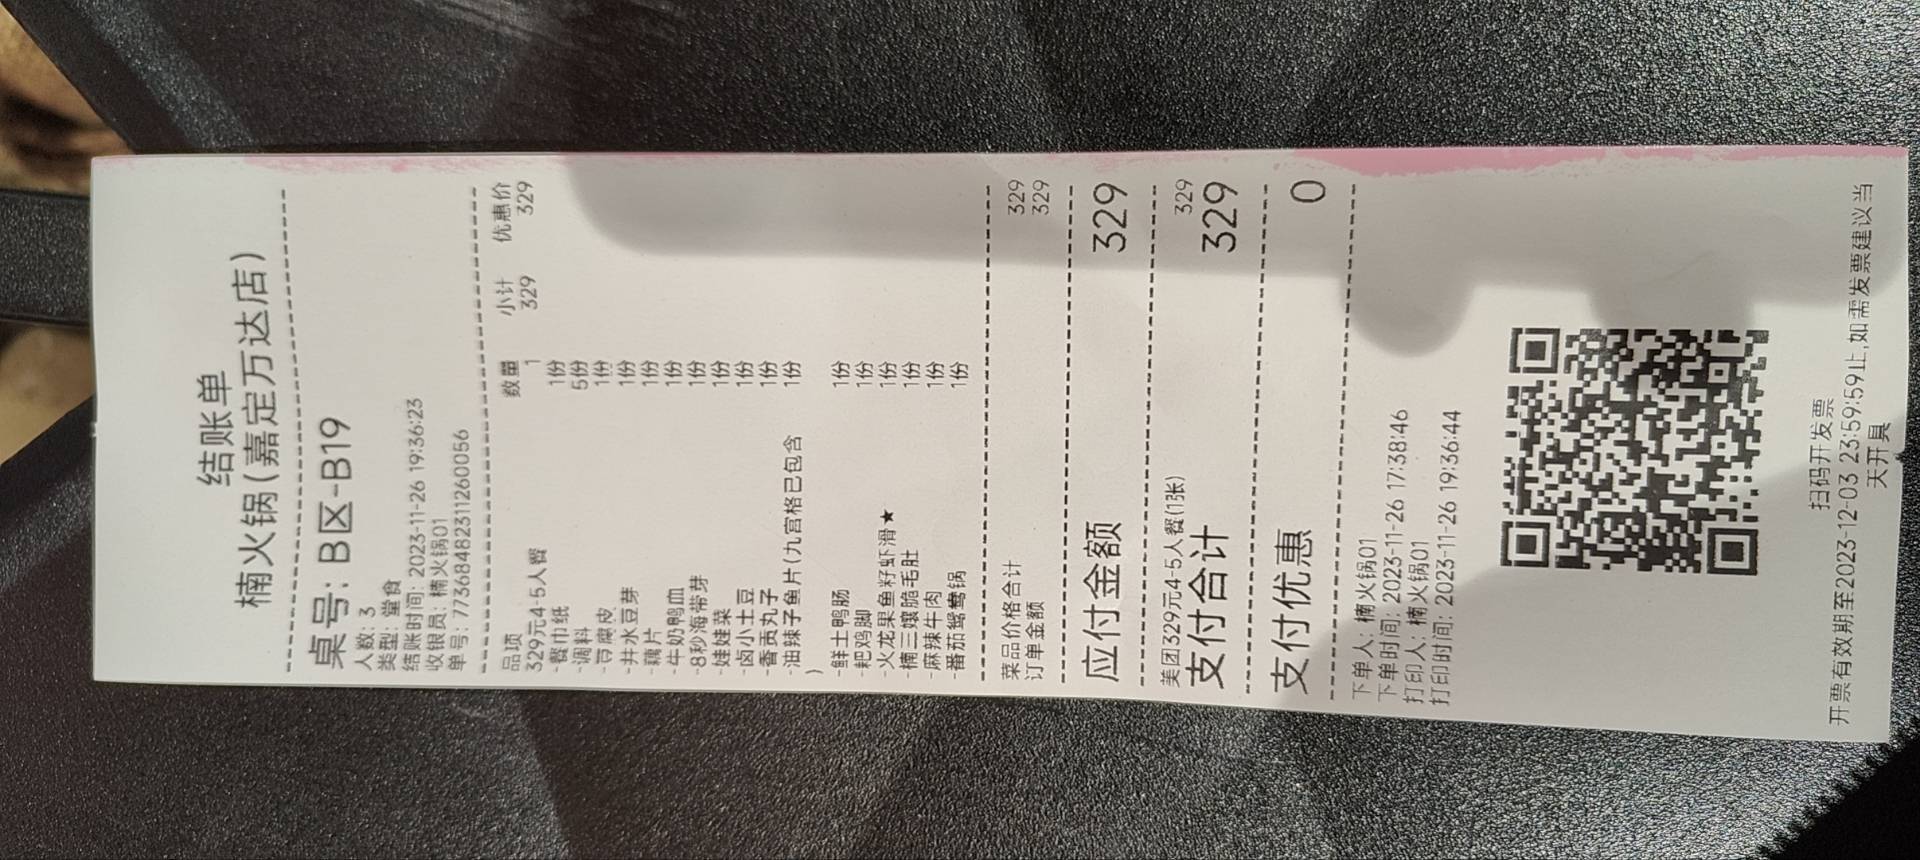 结账单
楠火锅(嘉定万达店)
桌号: B区-B19
人数: 3
类型: 堂食
结账时间: 2023-11-26 19:36:23
收银员: 楠火锅01
单号: 77368482311260056
品项 数量 小计 优惠价
329元4-5人餐 1 329 329
-餐巾纸 1份
-调料 5份
-豆腐皮 1份
-井水豆芽 1份
-藕片 1份
-牛奶鸭血 1份
-8秒海带芽 1份
-娃娃菜 1份
-卤小土豆 1份
-香贡丸子 1份
-油辣子鱼片(九宫格已包含 1份
)
-鲜土鸭肠 1份
-耙鸡脚 1份
-火龙果鱼籽虾滑★ 1份
-楠三嬢脆毛肚 1份
-麻辣牛肉 1份
-番茄鸳鸯锅 1份
菜品价格合计 329
订单金额 329
应付金额 329
美团329元4-5人餐(1张) 329
支付合计 329
支付优惠 0
下单人: 楠火锅01
下单时间: 2023-11-26 17:38:46
打印人: 楠火锅01
打印时间: 2023-11-26 19:36:44
扫码开发票
开票有效期至2023-12-03 23:59:59止,如需发票建议当
天开具